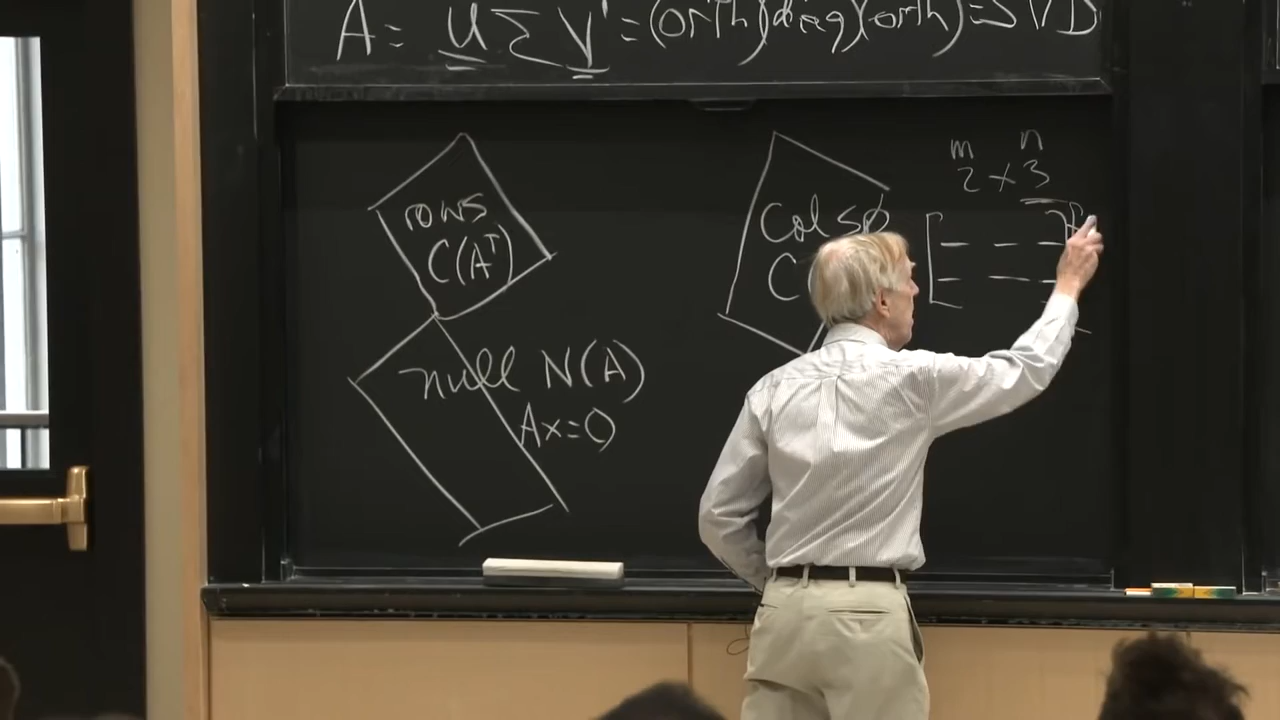 A = U Σ V' = (orth)(diag)(orth) = SVD
rows
C(Aᵀ)
null N(A)
Ax=0
Col sp
C
m n
2 × 3